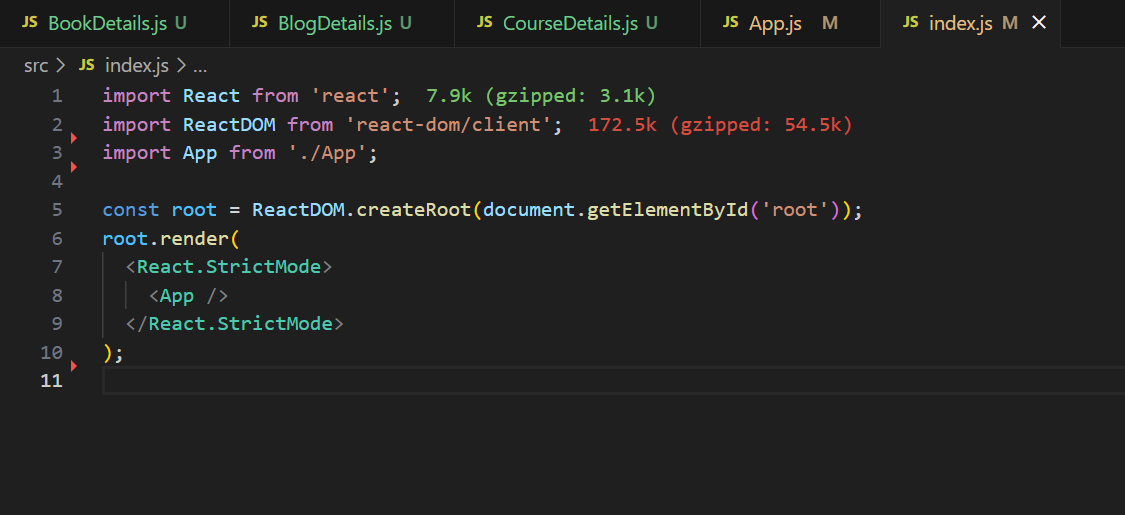 JS BookDetails.js U JS BlogDetails.js U JS CourseDetails.js U JS App.js M JS index.js M
src > JS index.js > ...
1 import React from 'react'; 7.9k (gzipped: 3.1k)
2 import ReactDOM from 'react-dom/client'; 172.5k (gzipped: 54.5k)
3 import App from './App';
4
5 const root = ReactDOM.createRoot(document.getElementById('root'));
6 root.render(
7   <React.StrictMode>
8     <App />
9   </React.StrictMode>
10 );
11